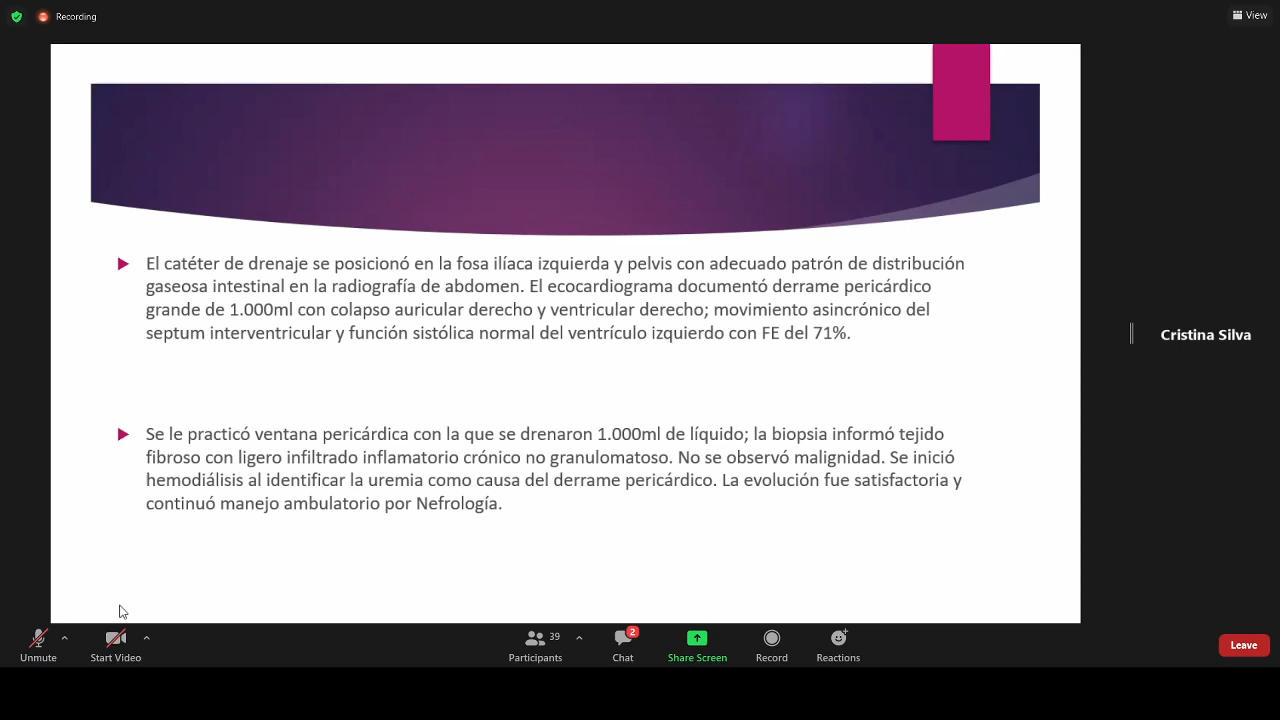 Recording
View
El catéter de drenaje se posicionó en la fosa ilíaca izquierda y pelvis con adecuado patrón de distribución
gaseosa intestinal en la radiografía de abdomen. El ecocardiograma documentó derrame pericárdico
grande de 1.000ml con colapso auricular derecho y ventricular derecho; movimiento asincrónico del
septum interventricular y función sistólica normal del ventrículo izquierdo con FE del 71%.
Cristina Silva
Se le practicó ventana pericárdica con la que se drenaron 1.000ml de líquido; la biopsia informó tejido
fibroso con ligero infiltrado inflamatorio crónico no granulomatoso. No se observó malignidad. Se inició
hemodiálisis al identificar la uremia como causa del derrame pericárdico. La evolución fue satisfactoria y
continuó manejo ambulatorio por Nefrología.
39
2
Unmute
Start Video
Participants
Chat
Share Screen
Record
Reactions
Leave